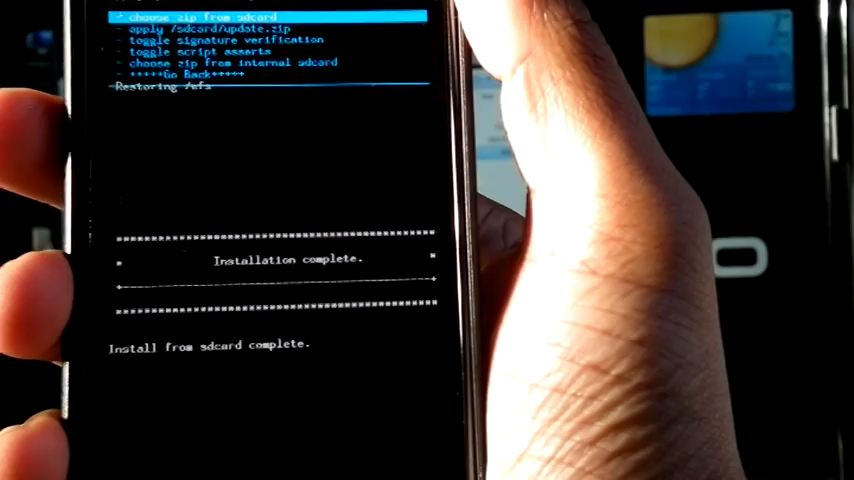 - choose zip from sdcard
- apply /sdcard/update.zip
- toggle signature verification
- toggle script asserts
- choose zip from internal sdcard
- *****Go Back*****
Restoring /efs
* Installation complete. *
Install from sdcard complete.